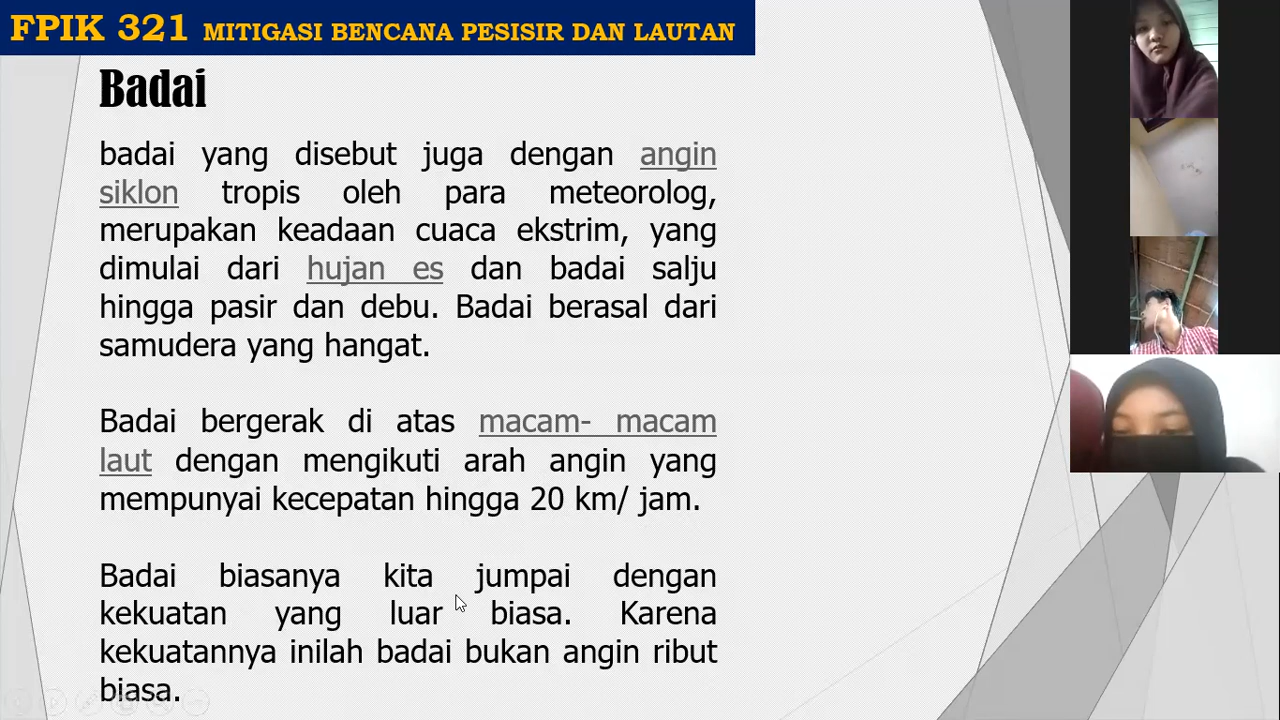 FPIK 321 MITIGASI BENCANA PESISIR DAN LAUTAN
Badai
badai yang disebut juga dengan angin
siklon tropis oleh para meteorolog,
merupakan keadaan cuaca ekstrim, yang
dimulai dari hujan es dan badai salju
hingga pasir dan debu. Badai berasal dari
samudera yang hangat.
Badai bergerak di atas macam- macam
laut dengan mengikuti arah angin yang
mempunyai kecepatan hingga 20 km/ jam.
Badai biasanya kita jumpai dengan
kekuatan yang luar biasa. Karena
kekuatannya inilah badai bukan angin ribut
biasa.